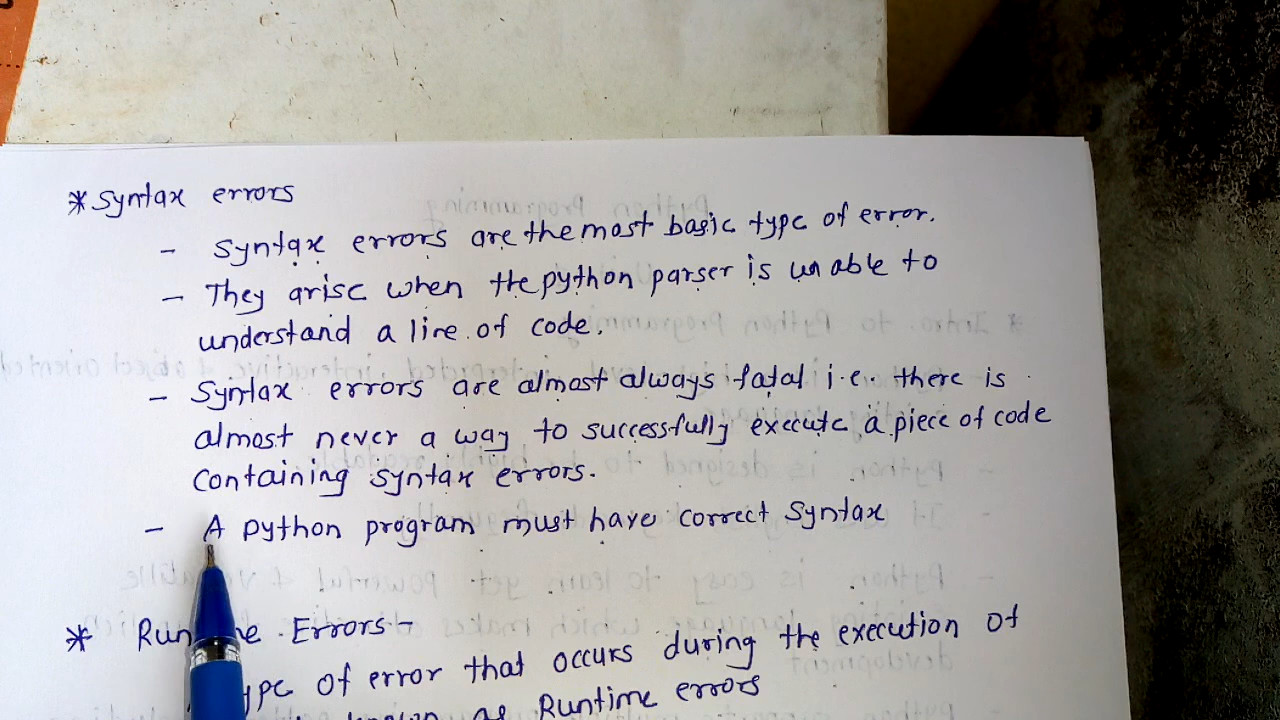 * Syntax errors
- Syntax errors are the most basic type of error.
- They arise when the python parser is unable to
understand a line of code.
- Syntax errors are almost always fatal i.e. there is
almost never a way to successfully execute a piece of code
containing syntax errors.
- A python program must have correct syntax
* Errors -
of error that occurs during the execution of
as Runtime errors